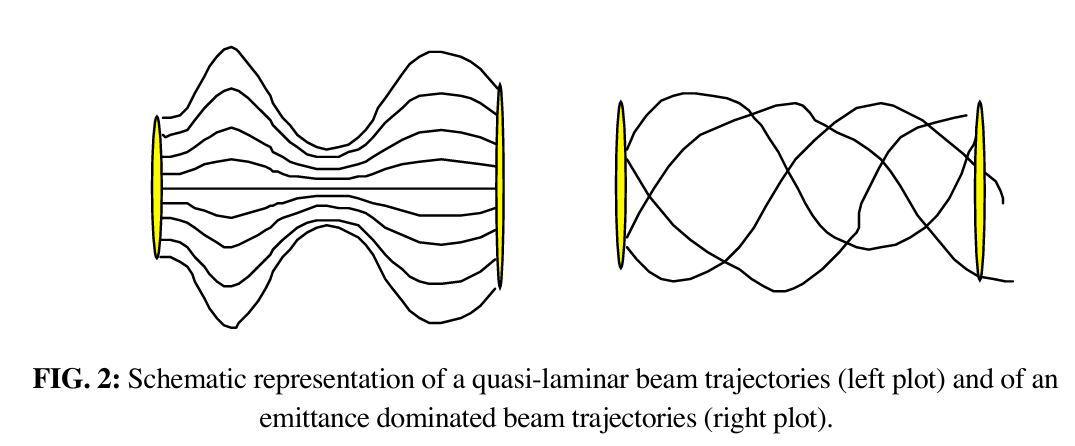 FIG. 2: Schematic representation of a quasi-laminar beam trajectories (left plot) and of an
emittance dominated beam trajectories (right plot).